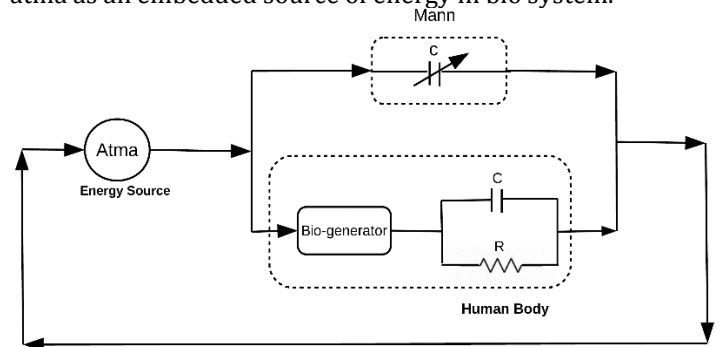 atma as an embedded source of energy in bio system.
Mann
C
Atma
Energy Source
C
Bio-generator
R
Human Body